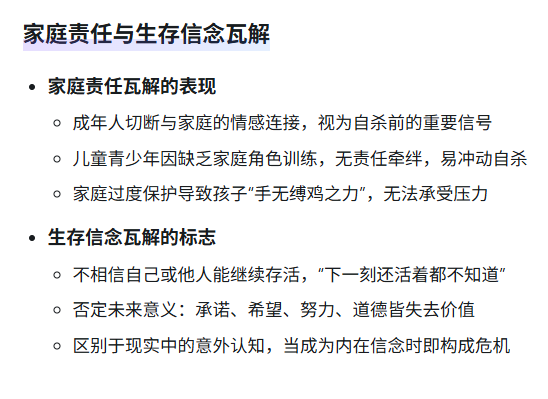 家庭责任与生存信念瓦解
家庭责任瓦解的表现
成年人切断与家庭的情感连接，视为自杀前的重要信号
儿童青少年因缺乏家庭角色训练，无责任牵绊，易冲动自杀
家庭过度保护导致孩子“手无缚鸡之力”，无法承受压力
生存信念瓦解的标志
不相信自己或他人能继续存活，“下一刻还活着都不知道”
否定未来意义：承诺、希望、努力、道德皆失去价值
区别于现实中的意外认知，当成为内在信念时即构成危机